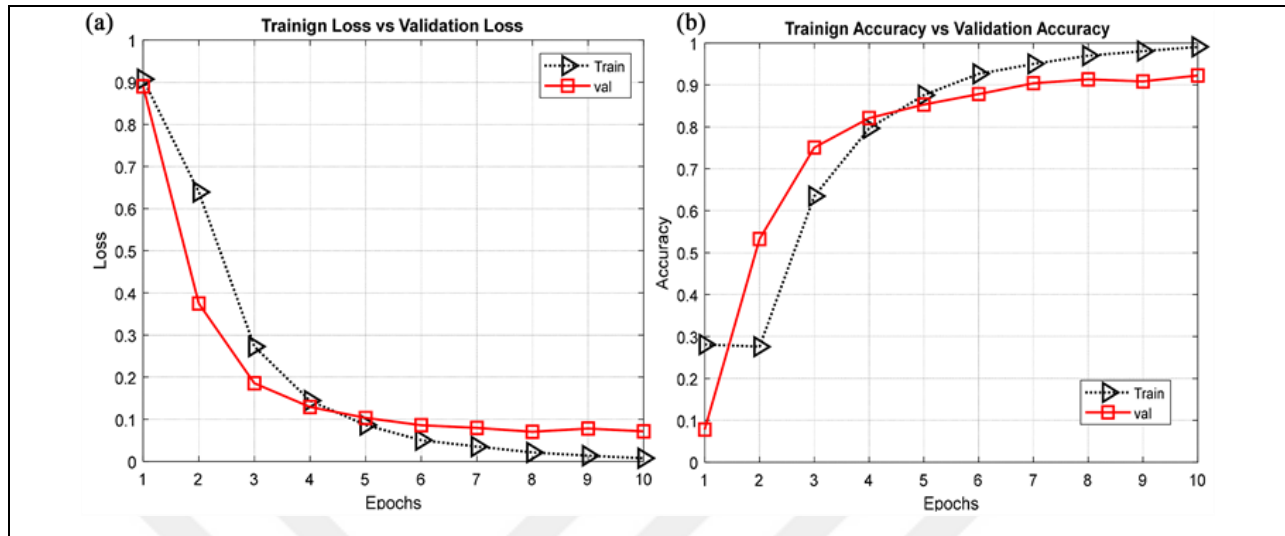 (a)
Trainign Loss vs Validation Loss
1
0.9
0.8
0.7
0.6
0.5
0.4
0.3
0.2
0.1
0
Loss
Train
val
1 2 3 4 5 6 7 8 9 10
Epochs
(b)
Trainign Accuracy vs Validation Accuracy
1
0.9
0.8
0.7
0.6
0.5
0.4
0.3
0.2
0.1
0
Accuracy
Train
val
1 2 3 4 5 6 7 8 9 10
Epochs